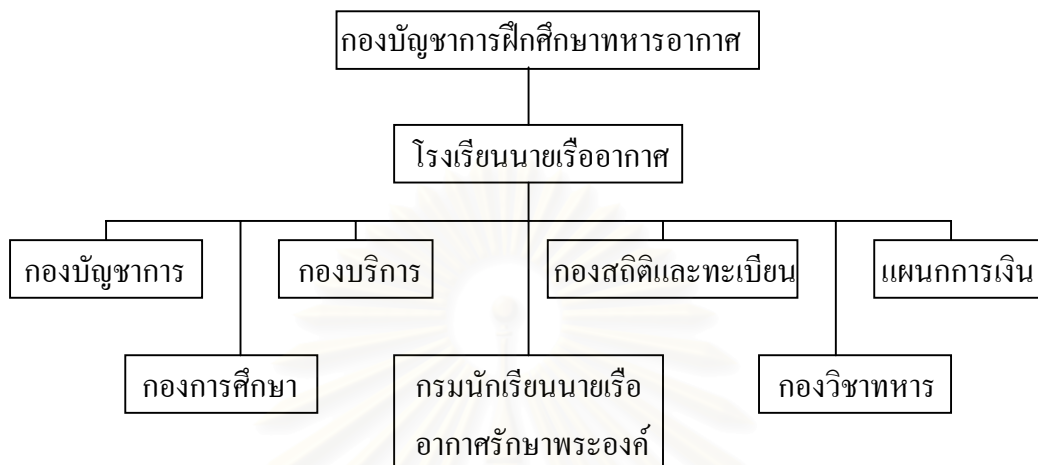 กองบัญชาการฝึกศึกษาทหารอากาศ
โรงเรียนนายเรืออากาศ
กองบัญชาการ
กองบริการ
กองสถิติและทะเบียน
แผนกการเงิน
กองการศึกษา
กรมนักเรียนนายเรือ
อากาศรักษาพระองค์
กองวิชาทหาร